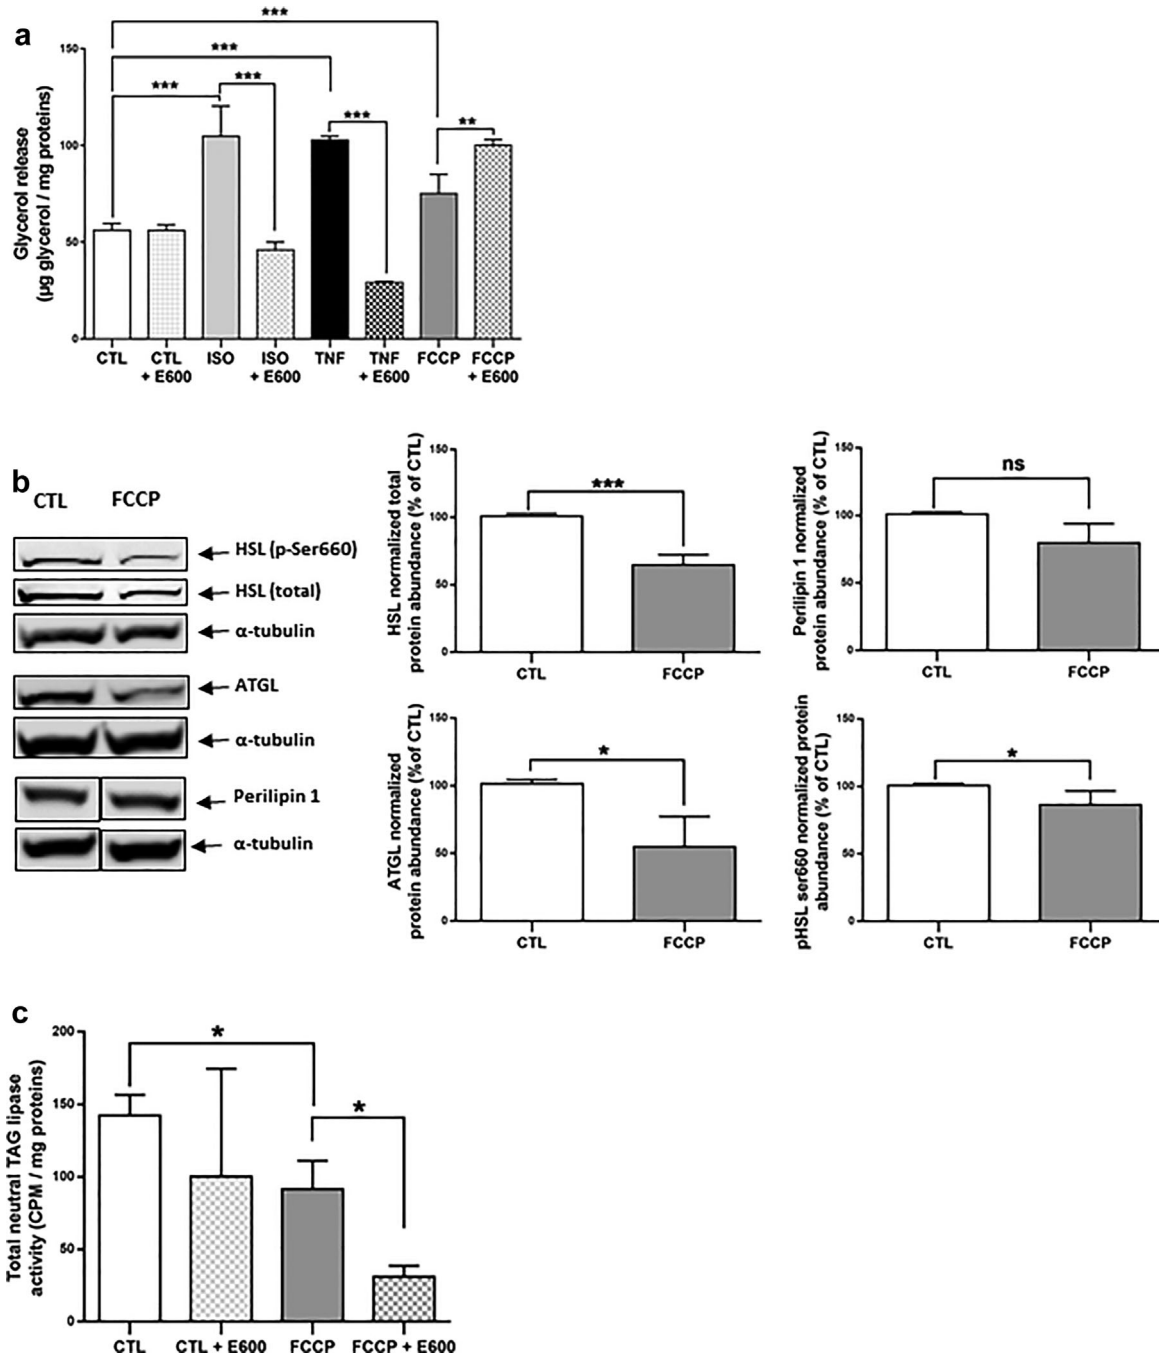 a
***
***
***
***
***
**
Glycerol release
(µg glycerol / mg proteins)
150
100
50
0
CTL
CTL
+ E600
ISO
ISO
+ E600
TNF
TNF
+ E600
FCCP
FCCP
+ E600
b
CTL
FCCP
HSL (p-Ser660)
HSL (total)
α-tubulin
ATGL
α-tubulin
Perilipin 1
α-tubulin
HSL normalized total
protein abundance (% of CTL)
150
100
50
0
***
CTL
FCCP
Perilipin 1 normalized
protein abundance (% of CTL)
150
100
50
0
ns
CTL
FCCP
ATGL normalized
protein abundance (% of CTL)
150
100
50
0
*
CTL
FCCP
pHSL ser660 normalized protein
abundance (% of CTL)
150
100
50
0
*
CTL
FCCP
c
Total neutral TAG lipase
activity (CPM / mg proteins)
200
150
100
50
0
*
*
CTL
CTL + E600
FCCP
FCCP + E600